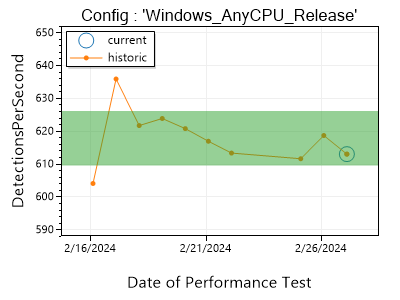 Config : 'Windows_AnyCPU_Release'
current
historic
650
640
630
620
610
600
590
DetectionsPerSecond
2/16/2024
2/21/2024
2/26/2024
Date of Performance Test